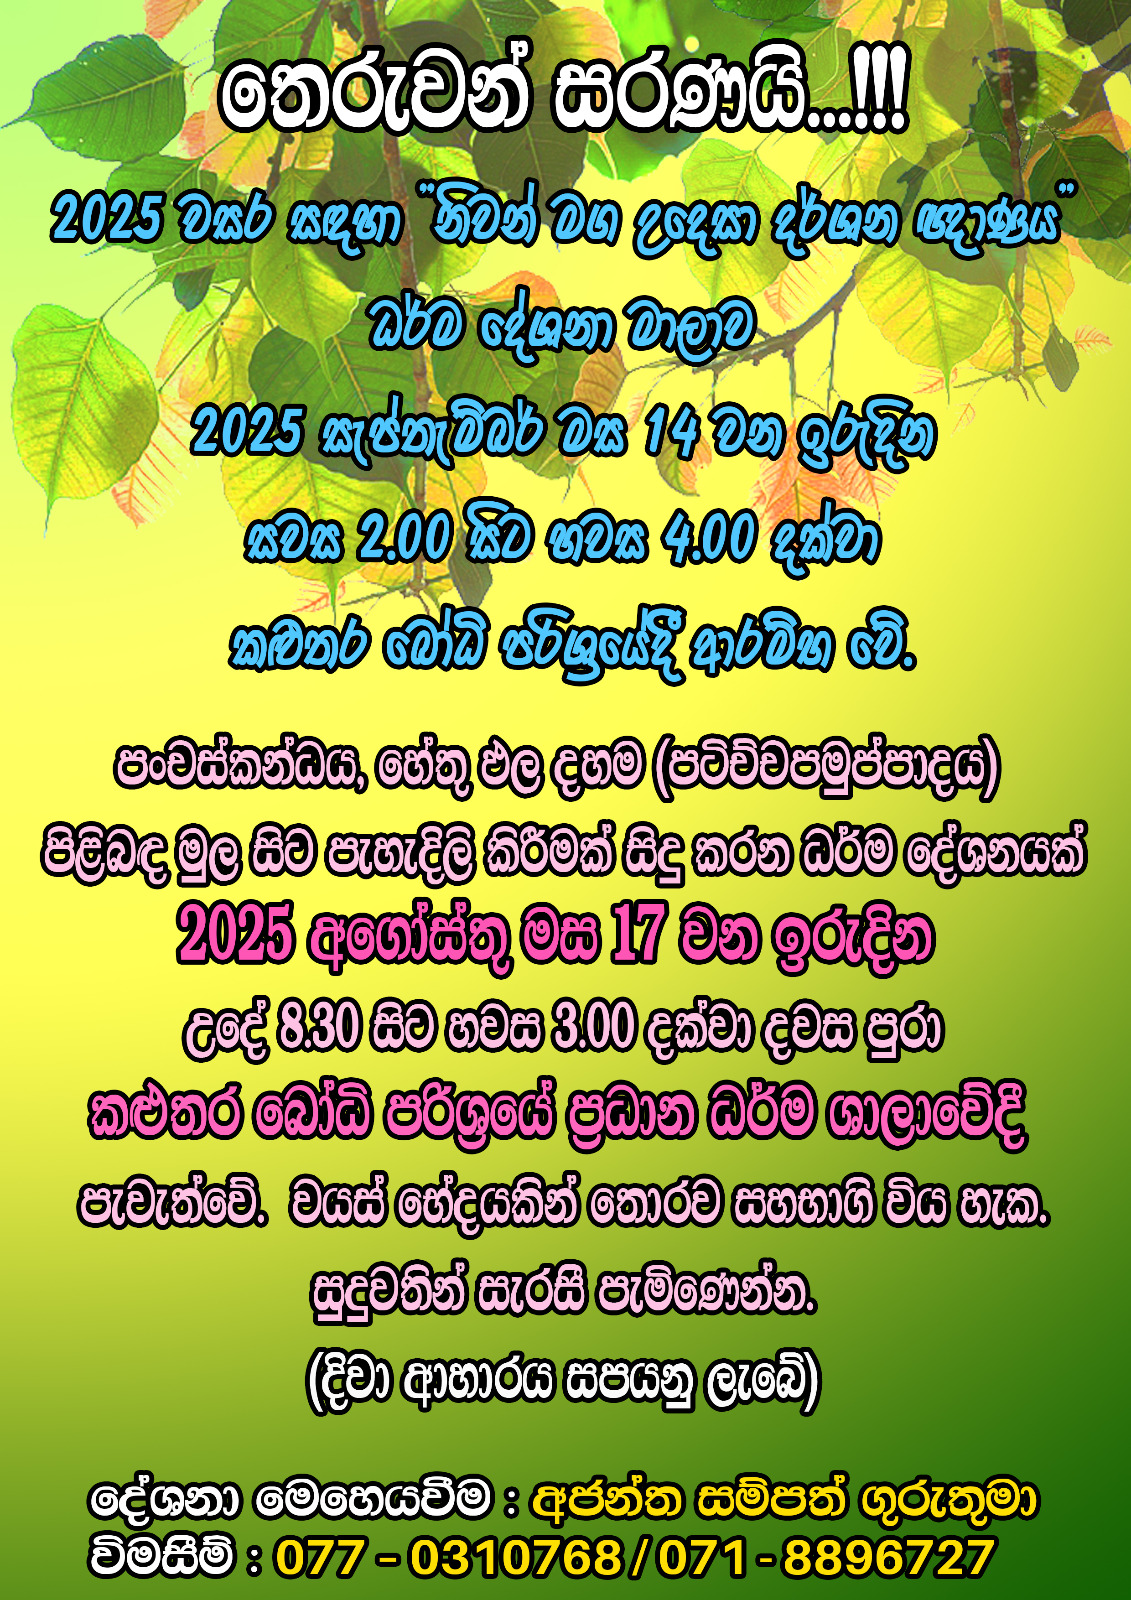 තෙරුවන් සරණයි...!!!
2025 වසර සඳහා "නිවන් මග උදෙසා දර්ශන ඥාණය"
ධර්ම දේශනා මාලාව
2025 සැප්තැම්බර් මස 14 වන ඉරුදින
සවස 2.00 සිට හවස 4.00 දක්වා
කළුතර බෝධි පරිශ්‍රයේදී ආරම්භ වේ.
පංචස්කන්ධය, හේතු ඵල දහම (පටිච්චපමුප්පාදය)
පිළිබඳ මුල සිට පැහැදිලි කිරීමක් සිදු කරන ධර්ම දේශනයක්
2025 අගෝස්තු මස 17 වන ඉරුදින
උදේ 8.30 සිට හවස 3.00 දක්වා දවස පුරා
කළුතර බෝධි පරිශ්‍රයේ ප්‍රධාන ධර්ම ශාලාවේදී
පැවැත්වේ. වයස් භේදයකින් තොරව සහභාගි විය හැක.
සුදුවතින් සැරසී පැමිණෙන්න.
(දිවා ආහාරය සපයනු ලැබේ)
දේශනා මෙහෙයවීම : අජන්ත සම්පත් ගුරුතුමා
විමසීම් : 077 - 0310768 / 071 - 8896727